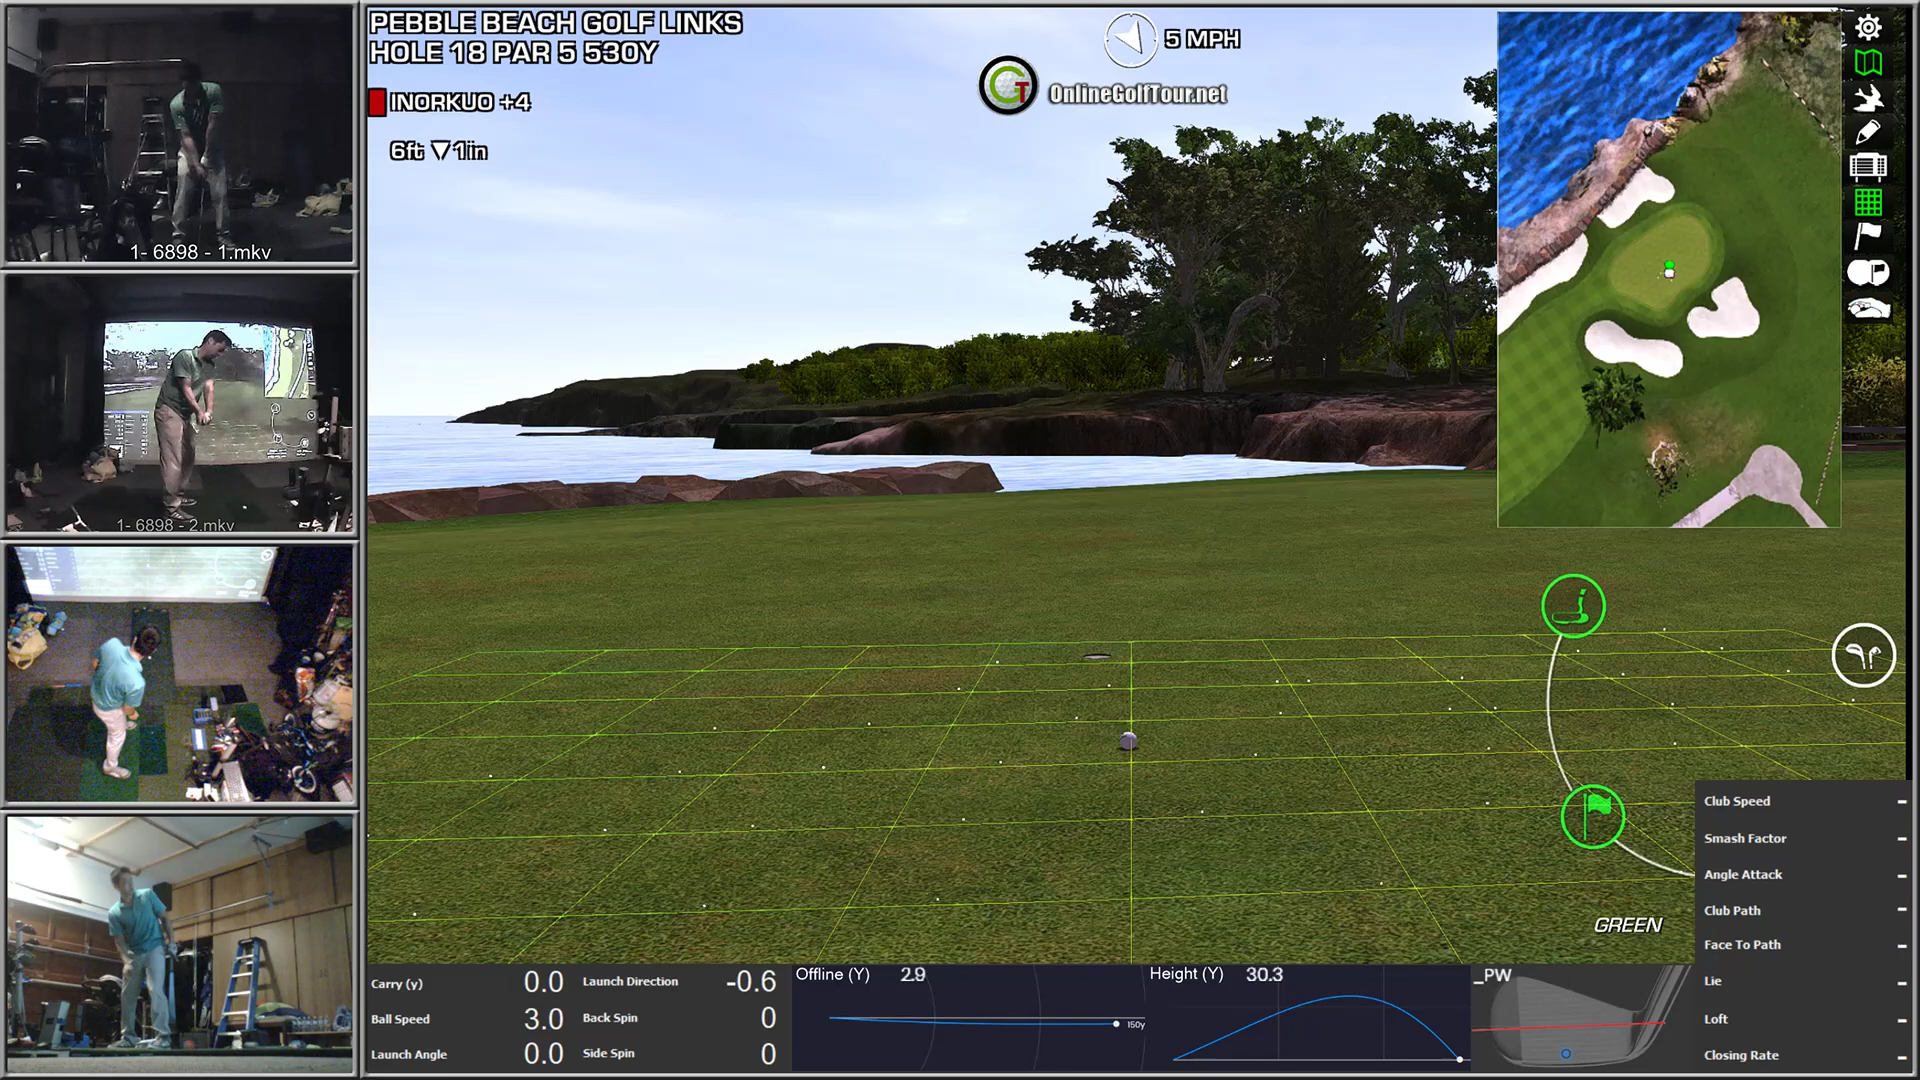 PEBBLE BEACH GOLF LINKS
HOLE 18 PAR 5 530Y
INORKUO +4
6ft ▼1in
5 MPH
GT
OnlineGolfTour.net
1- 6898 - 1.mkv
1- 6898 - 2.mkv
GREEN
Club Speed -
Smash Factor -
Angle Attack -
Club Path -
Face To Path -
Lie -
Loft -
Closing Rate -
Carry (y) 0.0 Launch Direction -0.6
Ball Speed 3.0 Back Spin 0
Launch Angle 0.0 Side Spin 0
Offline (Y) 2.9
150y
Height (Y) 30.3
_PW